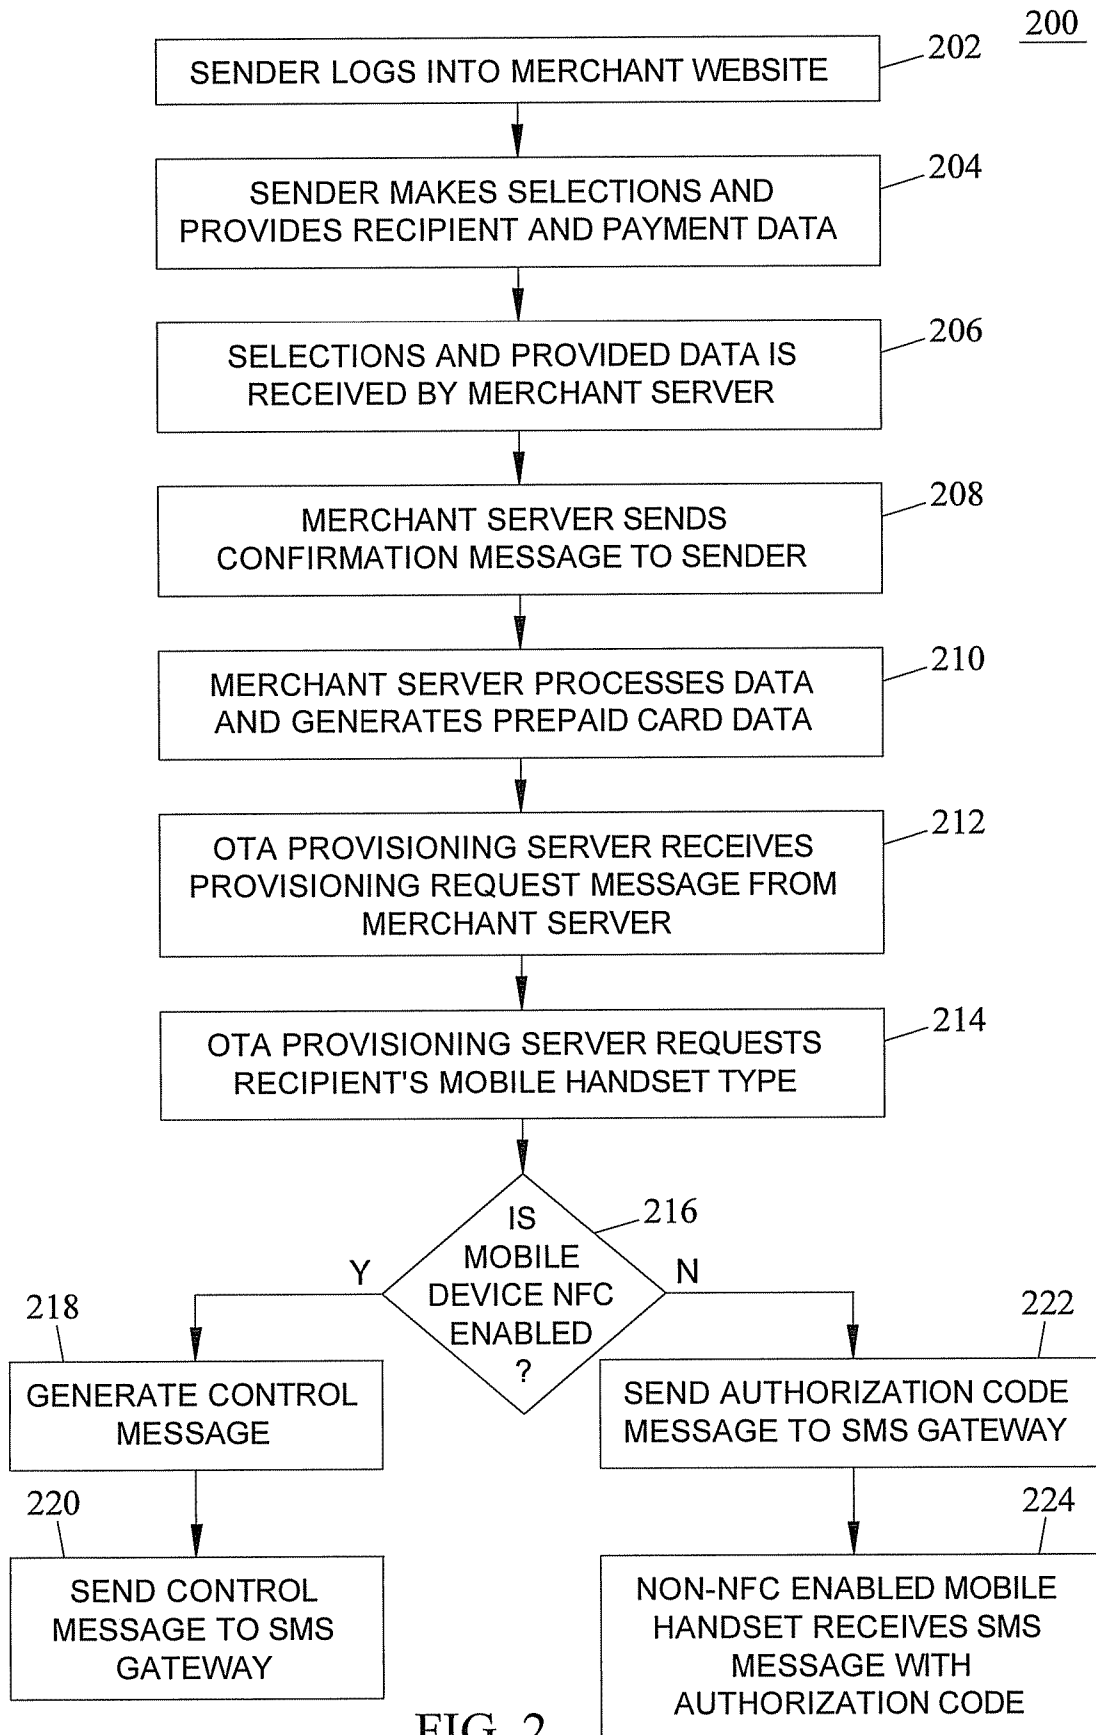 200
202
SENDER LOGS INTO MERCHANT WEBSITE
204
SENDER MAKES SELECTIONS AND
PROVIDES RECIPIENT AND PAYMENT DATA
206
SELECTIONS AND PROVIDED DATA IS
RECEIVED BY MERCHANT SERVER
208
MERCHANT SERVER SENDS
CONFIRMATION MESSAGE TO SENDER
210
MERCHANT SERVER PROCESSES DATA
AND GENERATES PREPAID CARD DATA
212
OTA PROVISIONING SERVER RECEIVES
PROVISIONING REQUEST MESSAGE FROM
MERCHANT SERVER
214
OTA PROVISIONING SERVER REQUESTS
RECIPIENT'S MOBILE HANDSET TYPE
216
IS
MOBILE
DEVICE NFC
ENABLED
?
Y
N
218
GENERATE CONTROL
MESSAGE
220
SEND CONTROL
MESSAGE TO SMS
GATEWAY
222
SEND AUTHORIZATION CODE
MESSAGE TO SMS GATEWAY
224
NON-NFC ENABLED MOBILE
HANDSET RECEIVES SMS
MESSAGE WITH
AUTHORIZATION CODE
FIG. 2